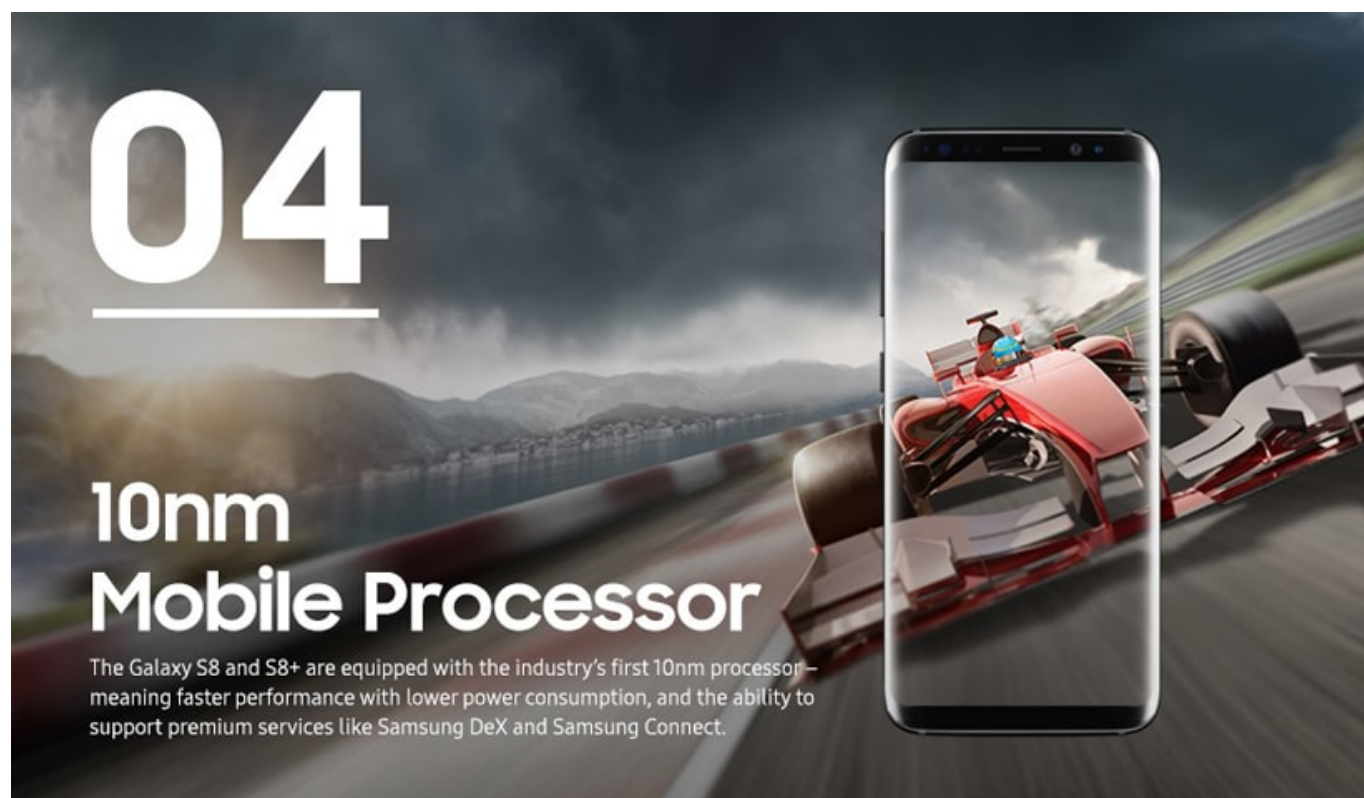 04
10nm
Mobile Processor
The Galaxy S8 and S8+ are equipped with the industry’s first 10nm processor –
meaning faster performance with lower power consumption, and the ability to
support premium services like Samsung DeX and Samsung Connect.